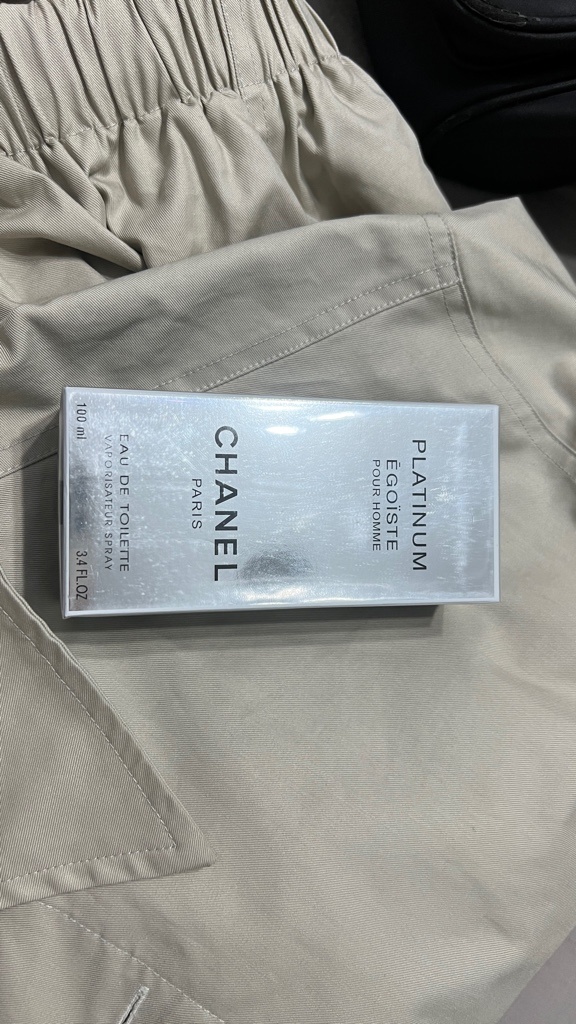 PLATINUM
ÉGOÏSTE
POUR HOMME
CHANEL
PARIS
EAU DE TOILETTE
VAPORISATEUR SPRAY
100 ml 3.4 FL.OZ